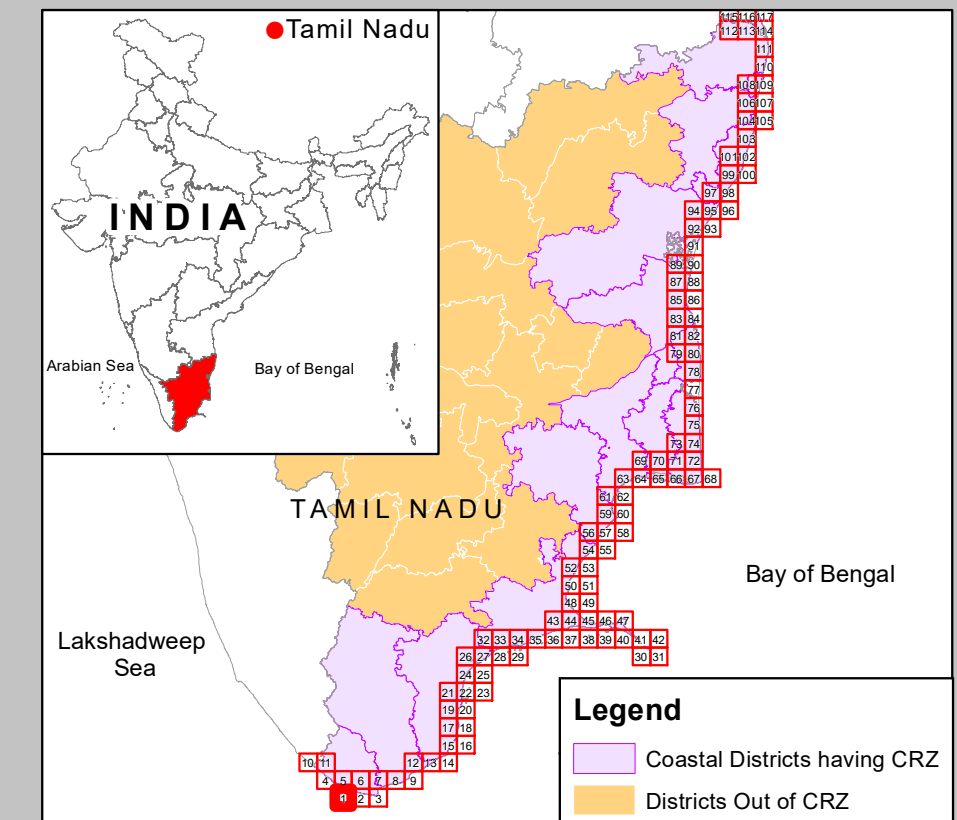 115 116 117
Tamil Nadu
112 113 114
111
110
108 109
106 107
104 105
103
101 102
99 100
97 98
94 95 96
INDIA
92 93
91
89 90
87 88
85 86
83 84
81 82
79 80
Arabian Sea
Bay of Bengal
78
77
76
75
73 74
69 70 71 72
63 64 65 66 67 68
61 62
TAMIL NADU
59 60
56 57 58
54 55
52 53
Bay of Bengal
50 51
48 49
43 44 45 46 47
32 33 34 35 36 37 38 39 40 41 42
Lakshadweep
Sea
26 27 28 29 30 31
24 25
21 22 23
19 20
17 18
15 16
10 11 12 13 14
4 5 6 7 8 9
1 2 3
Legend
Coastal Districts having CRZ
Districts Out of CRZ